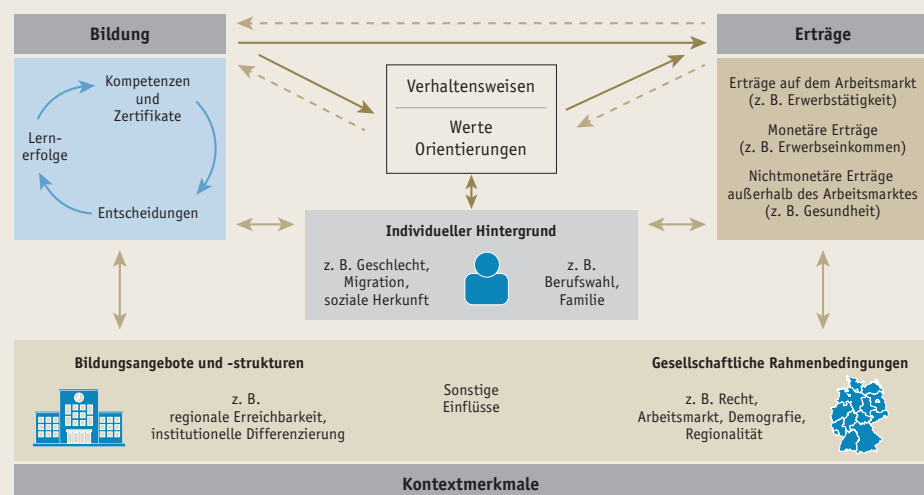 Bildung
Kompetenzen
und
Zertifikate
Lern-
erfolge
Entscheidungen
Verhaltensweisen
Werte
Orientierungen
Erträge
Erträge auf dem Arbeitsmarkt
(z. B. Erwerbstätigkeit)
Monetäre Erträge
(z. B. Erwerbseinkommen)
Nichtmonetäre Erträge
außerhalb des Arbeitsmarktes
(z. B. Gesundheit)
Individueller Hintergrund
z. B. Geschlecht,
Migration,
soziale Herkunft
z. B.
Berufswahl,
Familie
Bildungsangebote und -strukturen
z. B.
regionale Erreichbarkeit,
institutionelle Differenzierung
Sonstige
Einflüsse
Gesellschaftliche Rahmenbedingungen
z. B. Recht,
Arbeitsmarkt, Demografie,
Regionalität
Kontextmerkmale